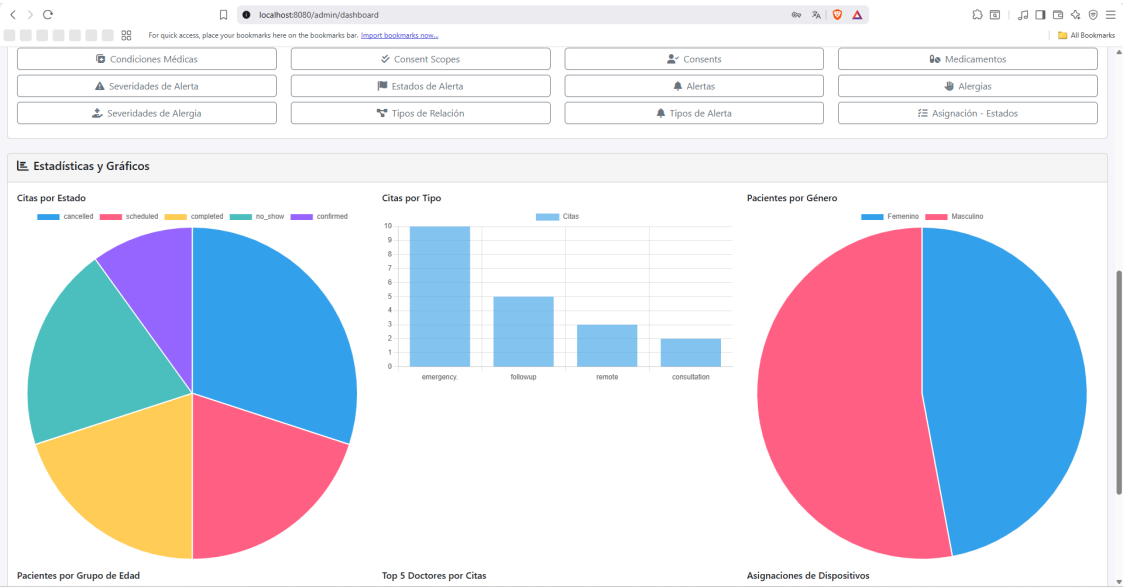 localhost:8080/admin/dashboard
For quick access, place your bookmarks here on the bookmarks bar. Import bookmarks now...
All Bookmarks
Condiciones Médicas
Consent Scopes
Consents
Medicamentos
Severidades de Alerta
Estados de Alerta
Alertas
Alergias
Severidades de Alergia
Tipos de Relación
Tipos de Alerta
Asignación - Estados
Estadísticas y Gráficos
Citas por Estado
cancelled scheduled completed no_show confirmed
Citas por Tipo
Citas
10
9
8
7
6
5
4
3
2
1
0
emergency. followup remote consultation
Pacientes por Género
Femenino Masculino
Pacientes por Grupo de Edad
Top 5 Doctores por Citas
Asignaciones de Dispositivos